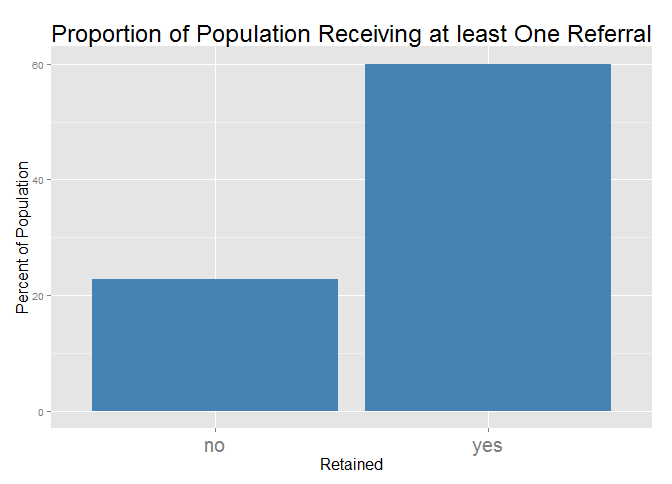 Proportion of Population Receiving at least One Referral
Percent of Population
60
40
20
0
no yes
Retained